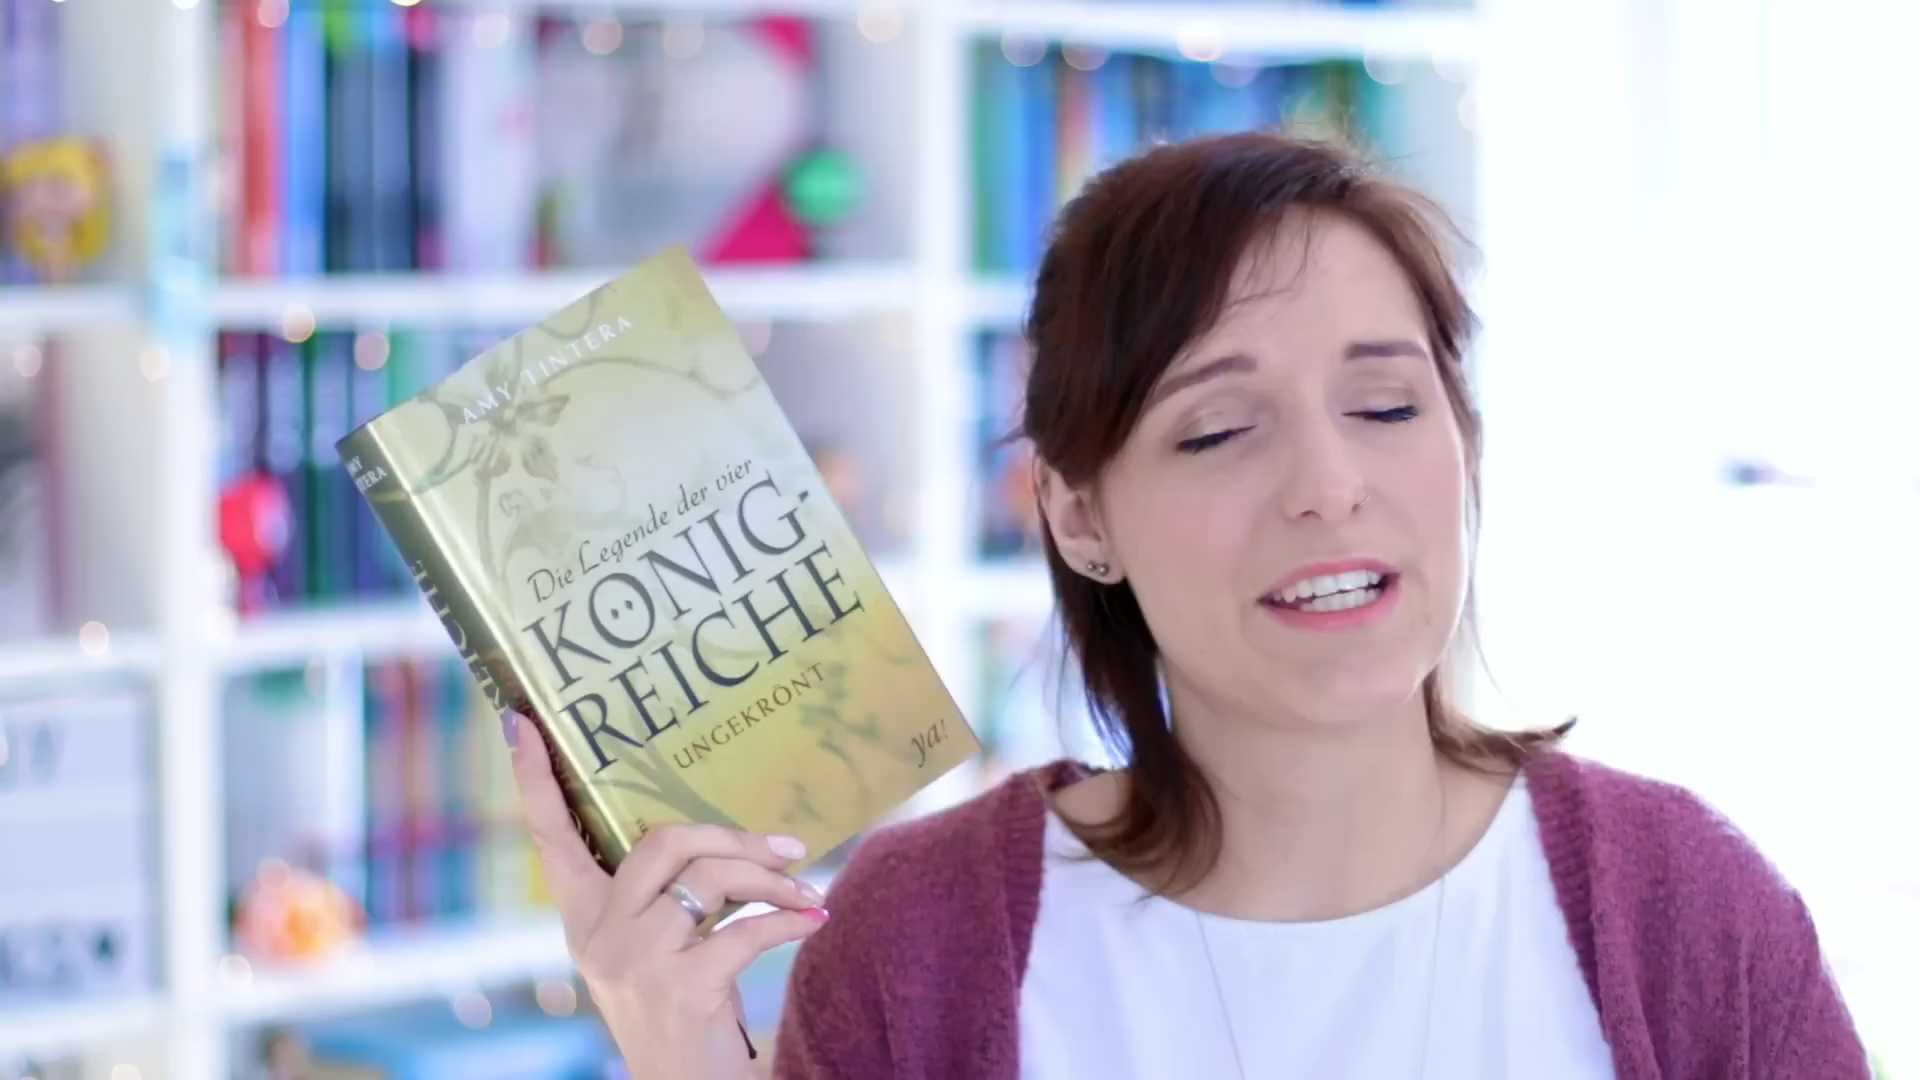 AMY TINTERA
Die Legende der vier
KÖNIG-
REICHE
UNGEKRÖNT
ya!